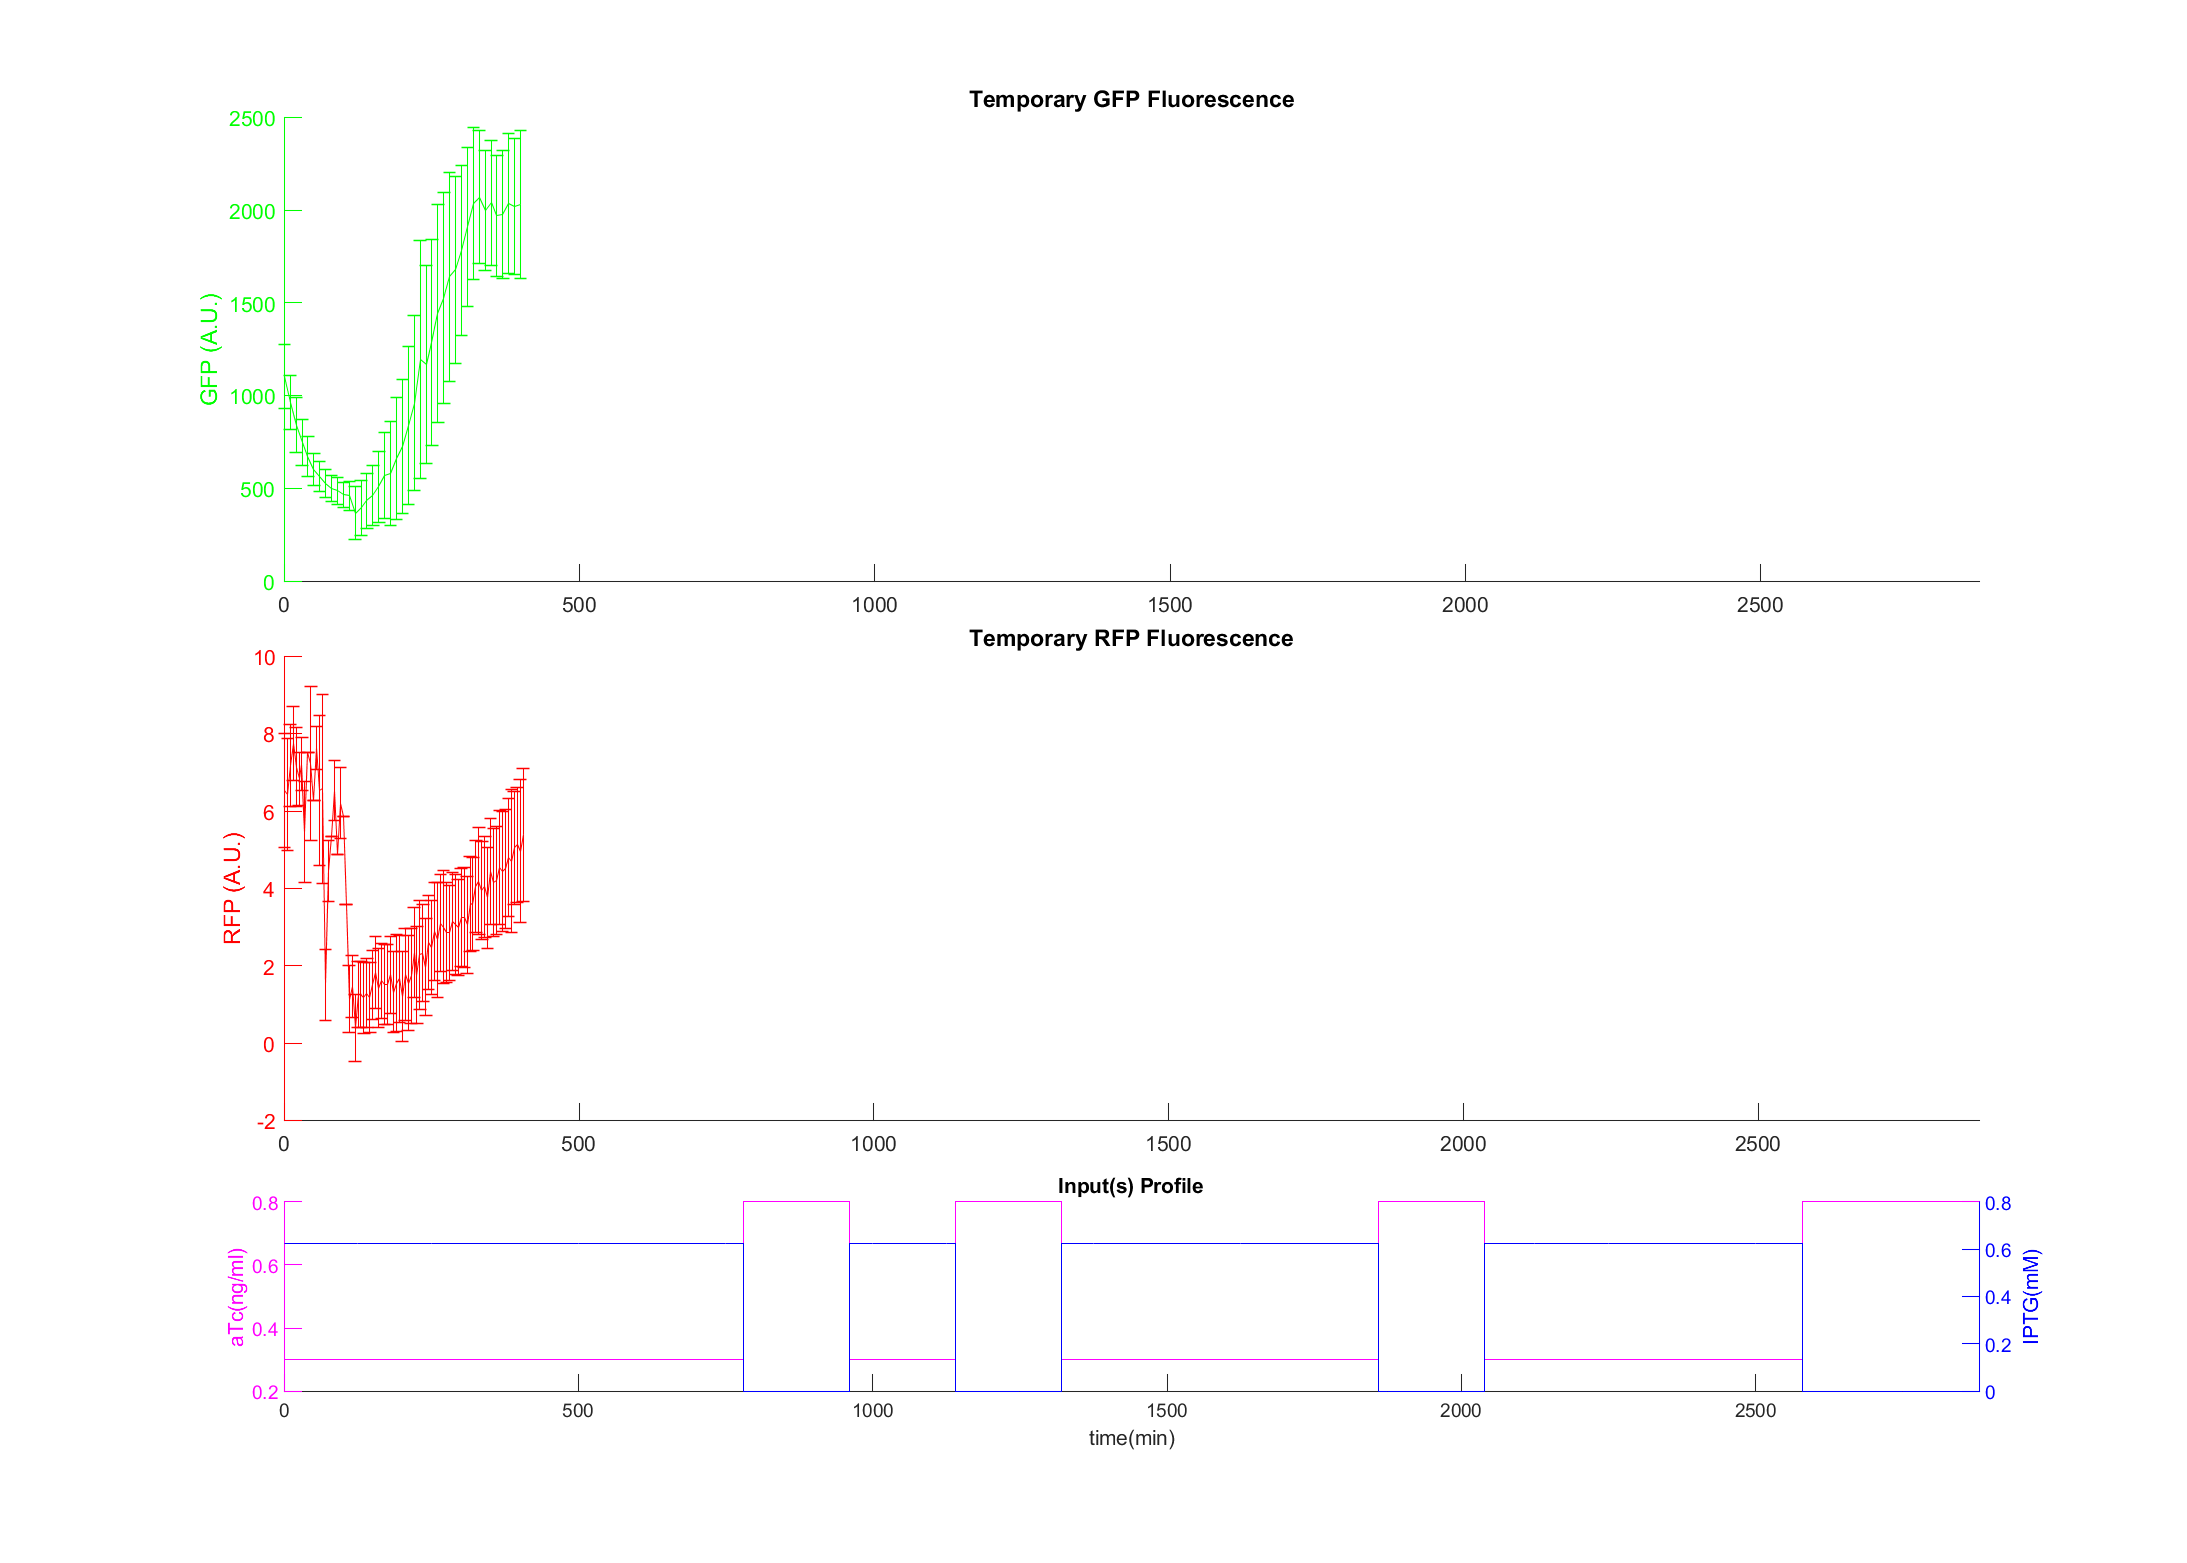 Temporary GFP Fluorescence
2500
2000
1500
1000
500
0
GFP (A.U.)
0 500 1000 1500 2000 2500
Temporary RFP Fluorescence
10
8
6
4
2
0
-2
RFP (A.U.)
0 500 1000 1500 2000 2500
Input(s) Profile
0.8
0.6
0.4
0.2
aTc(ng/ml)
0.8
0.6
0.4
0.2
0
IPTG(mM)
0 500 1000 1500 2000 2500
time(min)